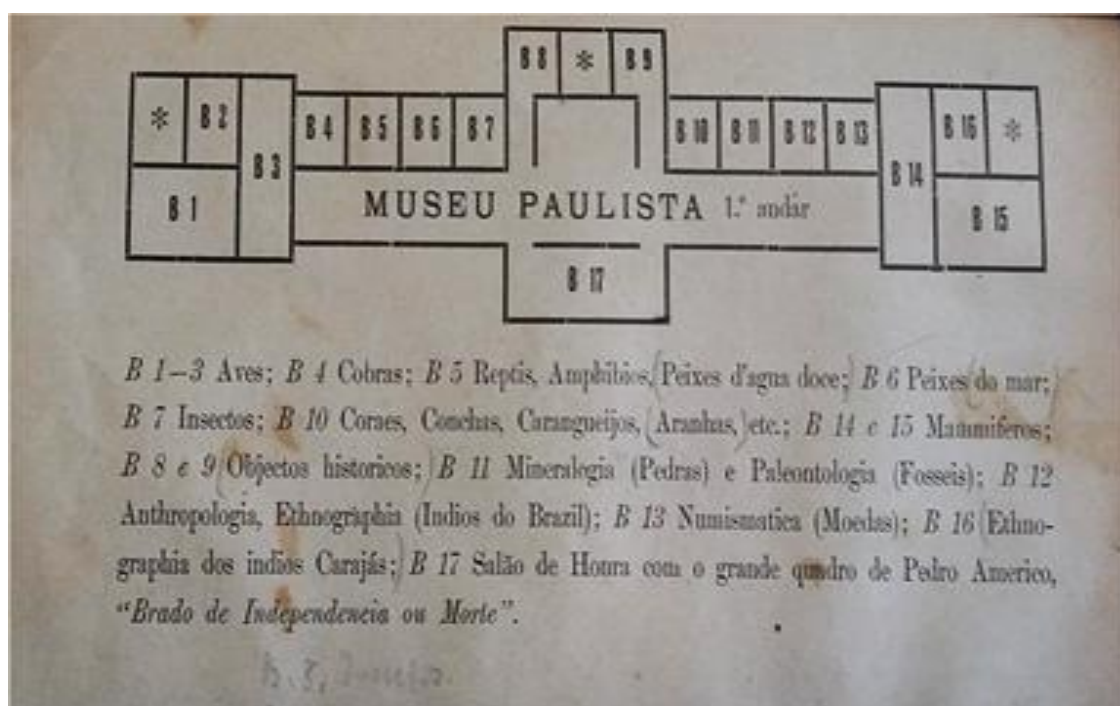 B 8 * B 9
* B 2 B 3 B 4 B 5 B 6 B 7 B 10 B 11 B 12 B 13 B 14 B 16 *
B 1 MUSEU PAULISTA 1.º andár B 15
B 17
B 1–3 Aves; B 4 Cobras; B 5 Reptis, Amphibios, (Peixes d'agua doce;) B 6 Peixes (do mar;)
B 7 Insectos; B 10 Coraes, Conchas, Carangueijos, (Aranhas,) etc.; B 14 e 15 Mammiferos;
B 8 e 9 (Objectos historicos;) B 11 Mineralogia (Pedras) e Paleontologia (Fosseis); B 12
Anthropologia, Ethnographia (Indios do Brazil); B 13 Numismatica (Moedas); B 16 (Ethno-
graphia dos indios Carajás;) B 17 Salão de Honra com o grande quadro de Pedro Americo,
“Brado de Independencia ou Morte”.